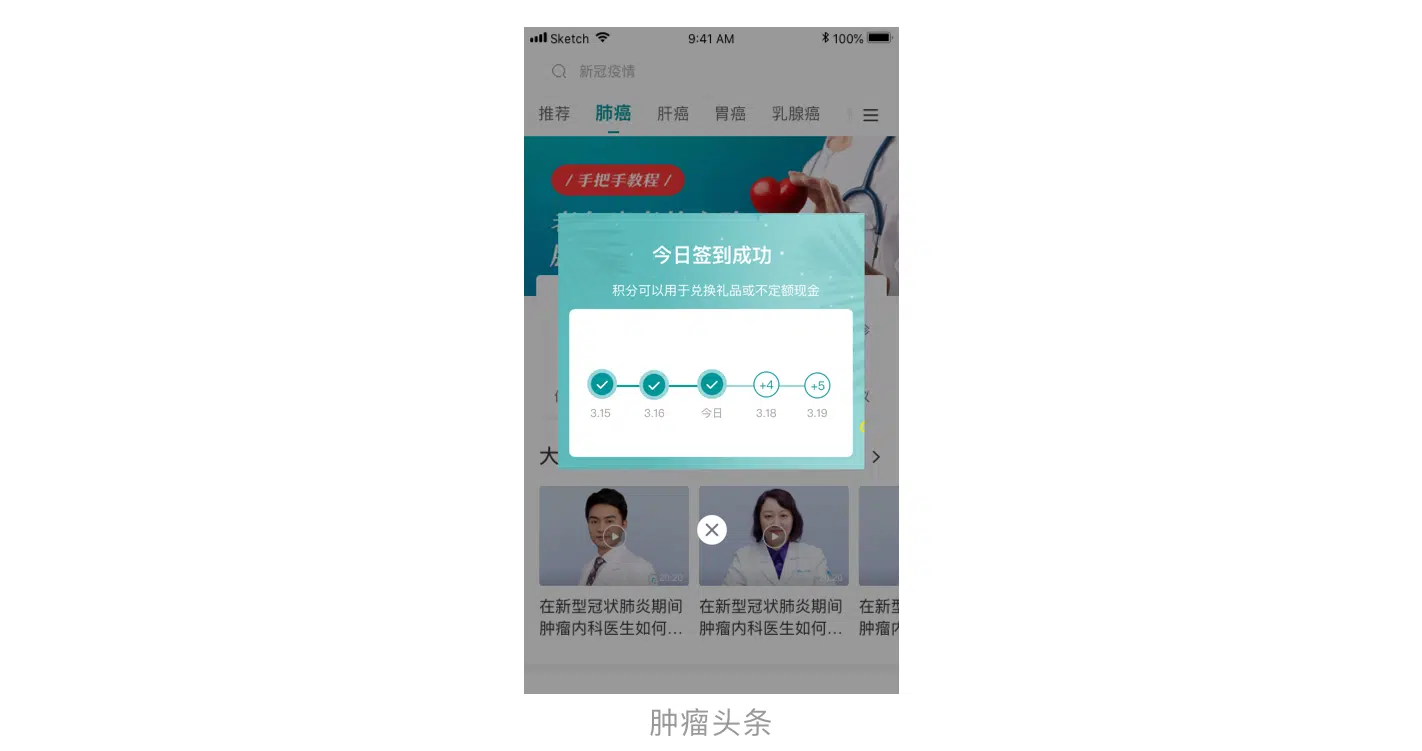 Sketch 9:41 AM 100%
新冠疫情
推荐 肺癌 肝癌 胃癌 乳腺癌
/ 手把手教程 /
今日签到成功
积分可以用于兑换礼品或不定额现金
+4 +5
3.15 3.16 今日 3.18 3.19
大
20:20 20:20
在新型冠状肺炎期间 在新型冠状肺炎期间 在新
肿瘤内科医生如何... 肿瘤内科医生如何... 肿瘤
肿瘤头条